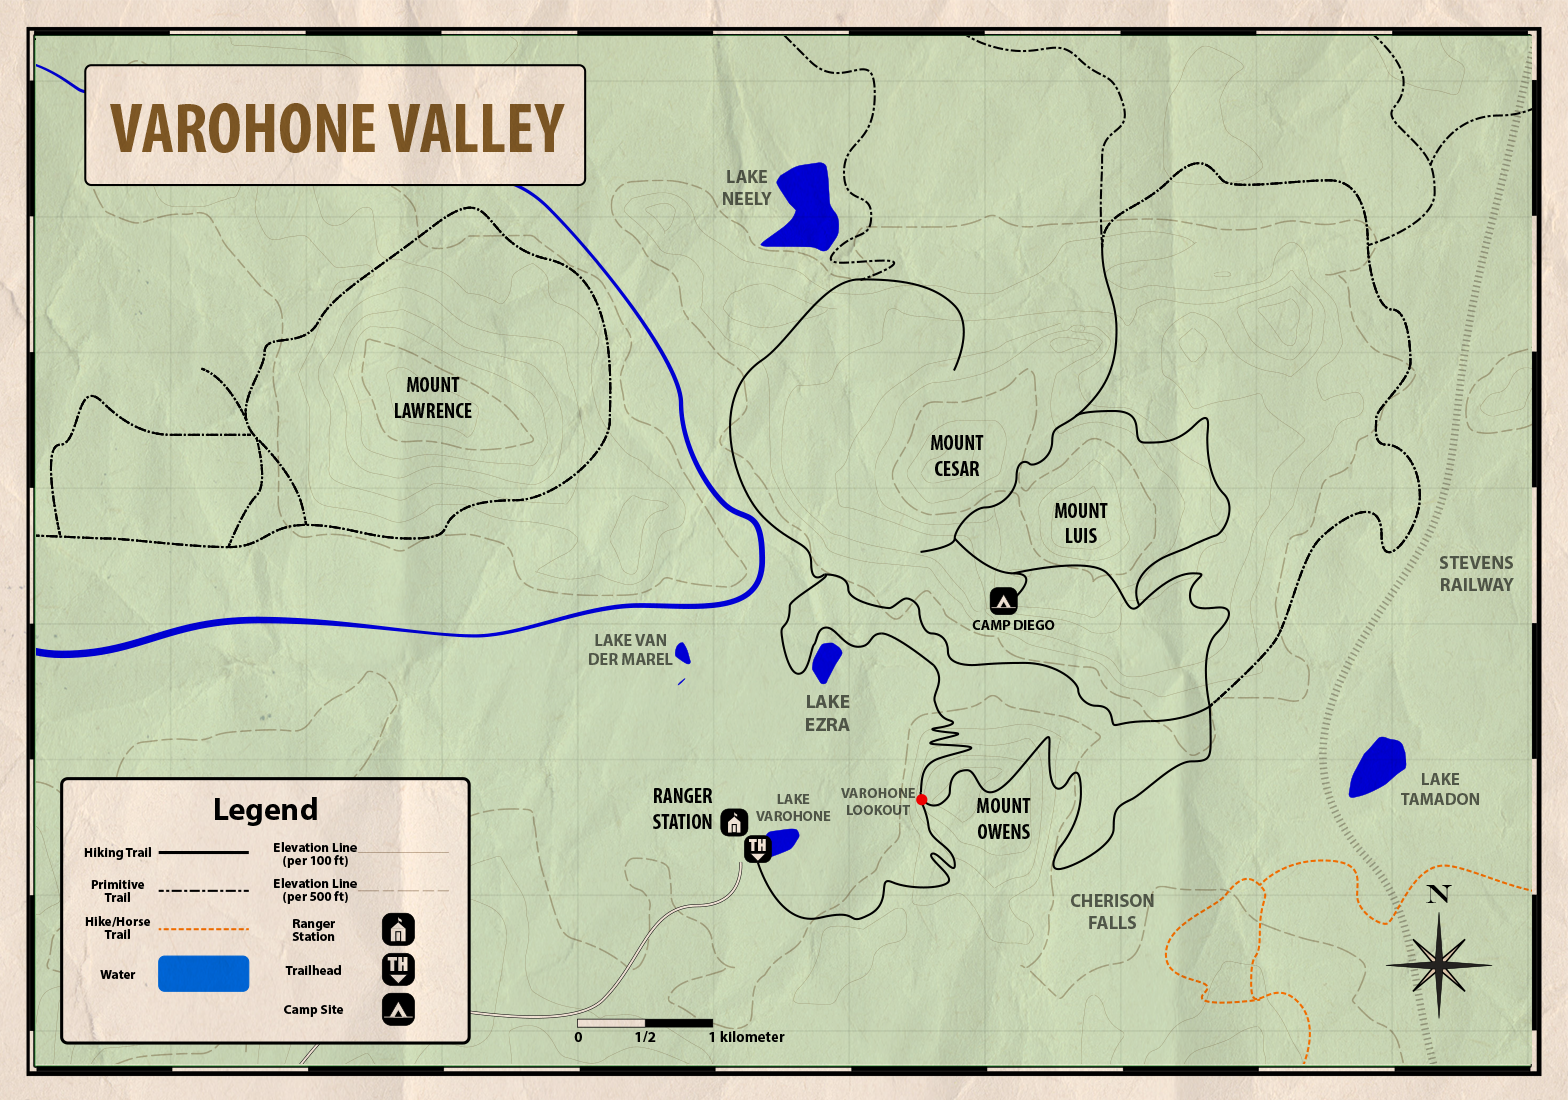 VAROHONE VALLEY
LAKE
NEELY
MOUNT
LAWRENCE
MOUNT
CESAR
MOUNT
LUIS
STEVENS
RAILWAY
CAMP DIEGO
LAKE VAN
DER MAREL
LAKE
EZRA
RANGER
STATION
LAKE
VAROHONE
TH
VAROHONE
LOOKOUT
MOUNT
OWENS
LAKE
TAMADON
CHERISON
FALLS
N
Legend
Hiking Trail
Elevation Line
(per 100 ft)
Primitive
Trail
Elevation Line
(per 500 ft)
Hike/Horse
Trail
Ranger
Station
Water
Trailhead
TH
Camp Site
0 1/2 1 kilometer